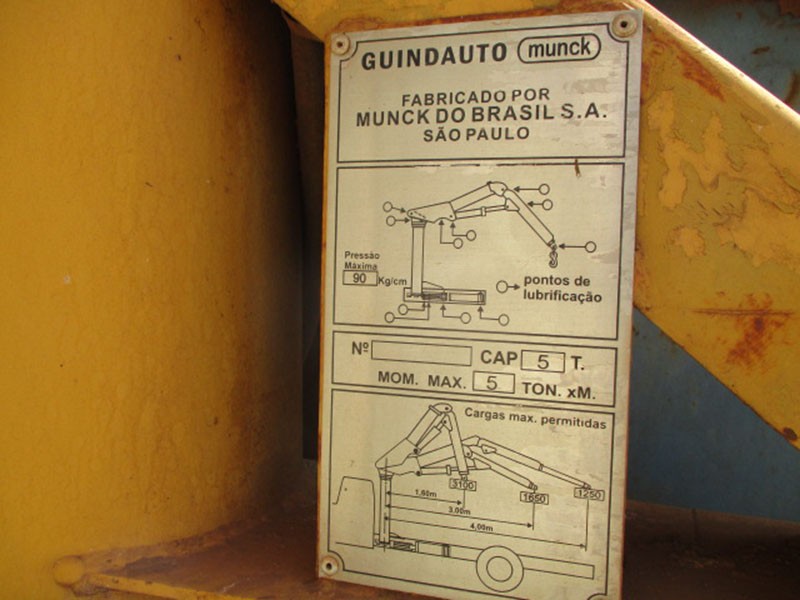 GUINDAUTO munck
FABRICADO POR
MUNCK DO BRASIL S.A.
SÃO PAULO
Pressão
Máxima
90 Kg/cm
pontos de
lubrificação
Nº CAP 5 T.
MOM. MAX. 5 TON. xM.
Cargas max. permitidas
3100
1650
1250
1,60m
3,00m
4,00m